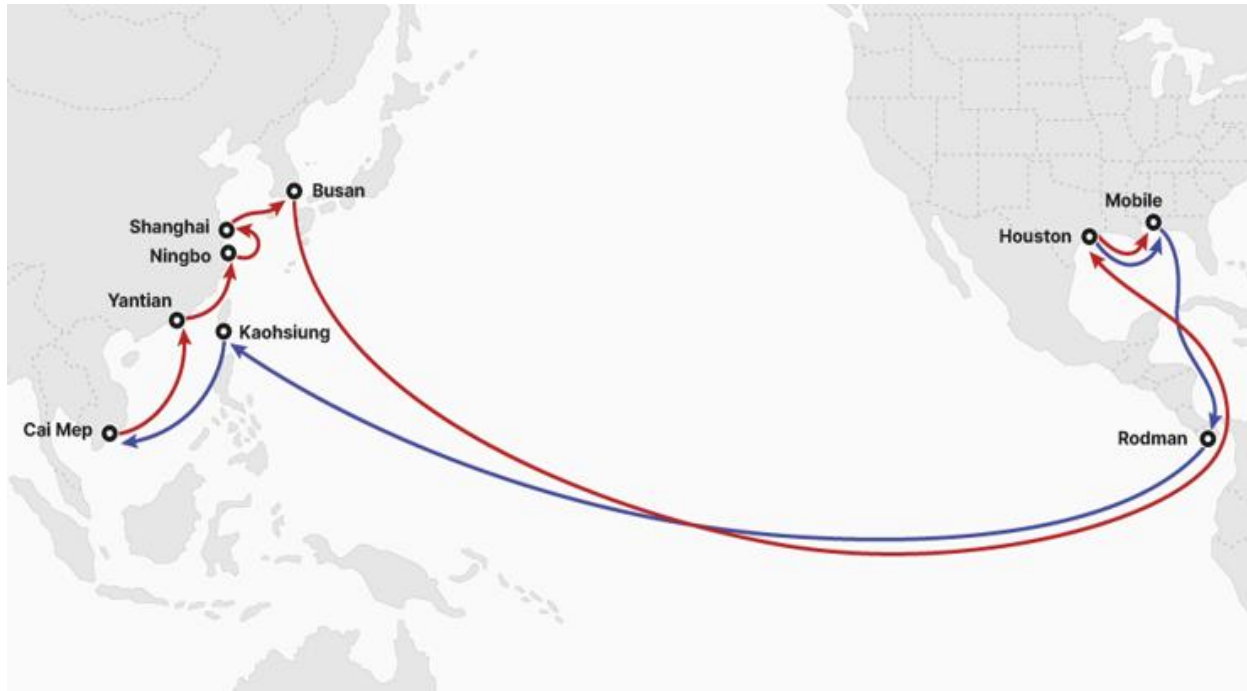 Busan
Mobile
Shanghai
Houston
Ningbo
Yantian
Kaohsiung
Cai Mep
Rodman